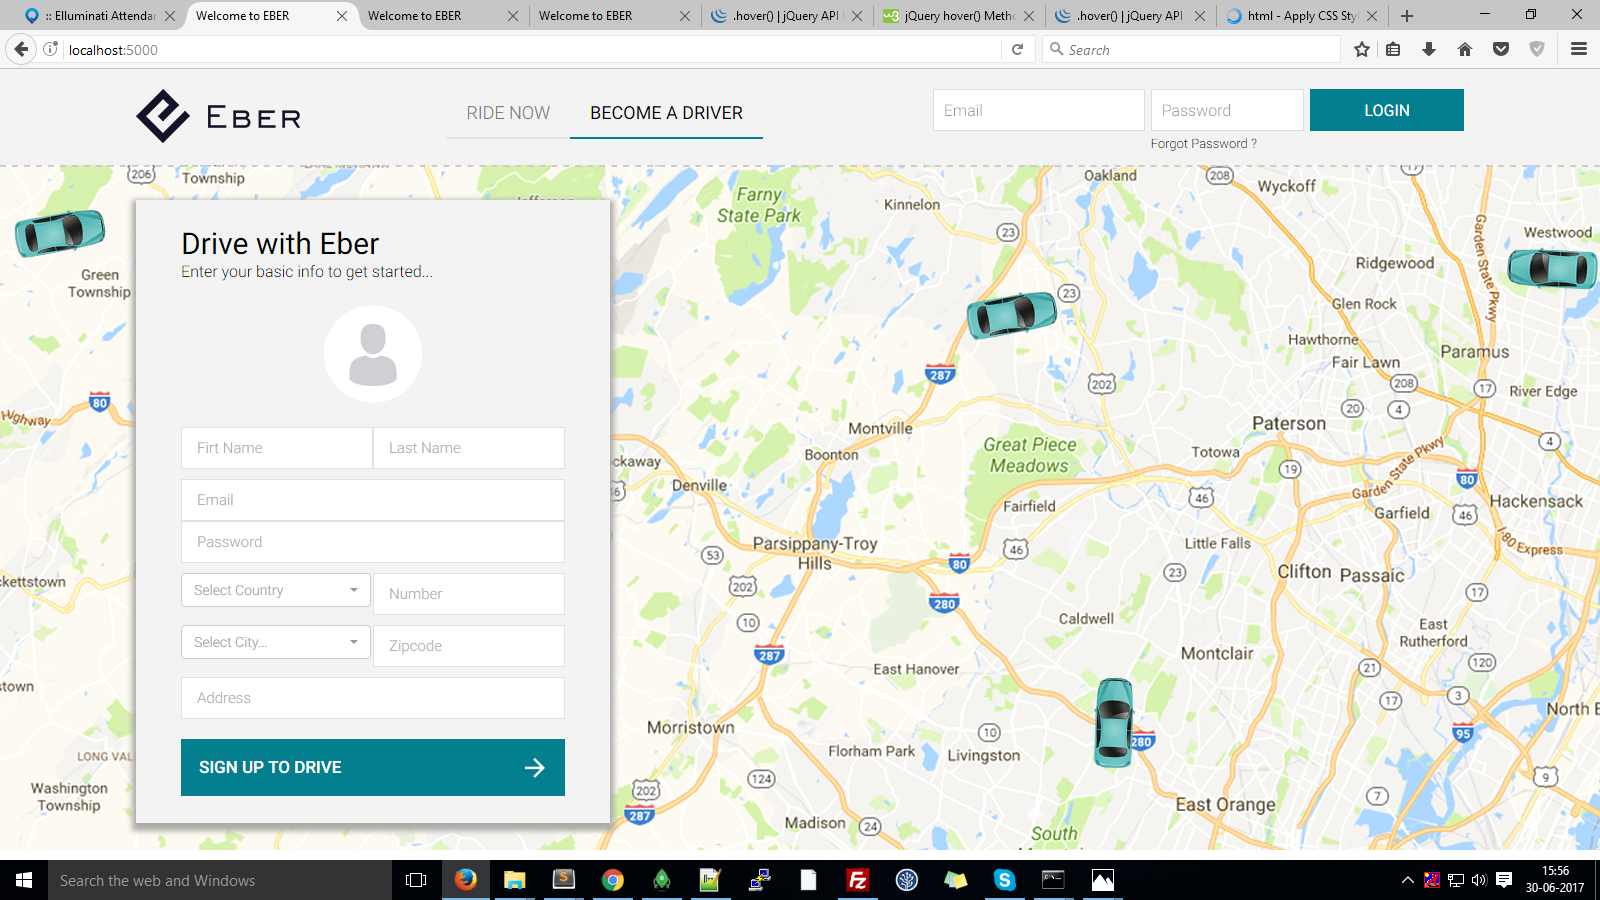 :: Elluminati Attendar
Welcome to EBER
Welcome to EBER
Welcome to EBER
.hover() | jQuery API
jQuery hover() Metho
.hover() | jQuery API
html - Apply CSS Styl
localhost:5000
Search
EBER
RIDE NOW
BECOME A DRIVER
Email
Password
LOGIN
Forgot Password ?
Drive with Eber
Enter your basic info to get started...
Firt Name
Last Name
Email
Password
Select Country
Number
Select City...
Zipcode
Address
SIGN UP TO DRIVE
206
Township
Green
Township
80
Highway
ckettstown
stown
LONG VAL
Washington
Township
Farny
State Park
Kinnelon
23
Oakland
208
Wyckoff
Garden State Pkwy
Westwood
Ridgewood
23
Glen Rock
Hawthorne
Fair Lawn
Paramus
287
202
208
17
River Edge
20
4
Montville
Paterson
Great Piece
Meadows
Boonton
Totowa
4
ckaway
19
Garden State Pkwy
80
Denville
46
46
Hackensack
Fairfield
Garfield
46
53
Parsippany-Troy
Hills
46
Little Falls
I-80 Express
80
202
23
Clifton
Passaic
280
17
10
Caldwell
East
Rutherford
287
East Hanover
Montclair
21
120
17
3
North E
Morristown
10
280
95
Florham Park
Livingston
124
9
202
7
East Orange
287
Madison
24
South
Search the web and Windows
15:56
30-06-2017